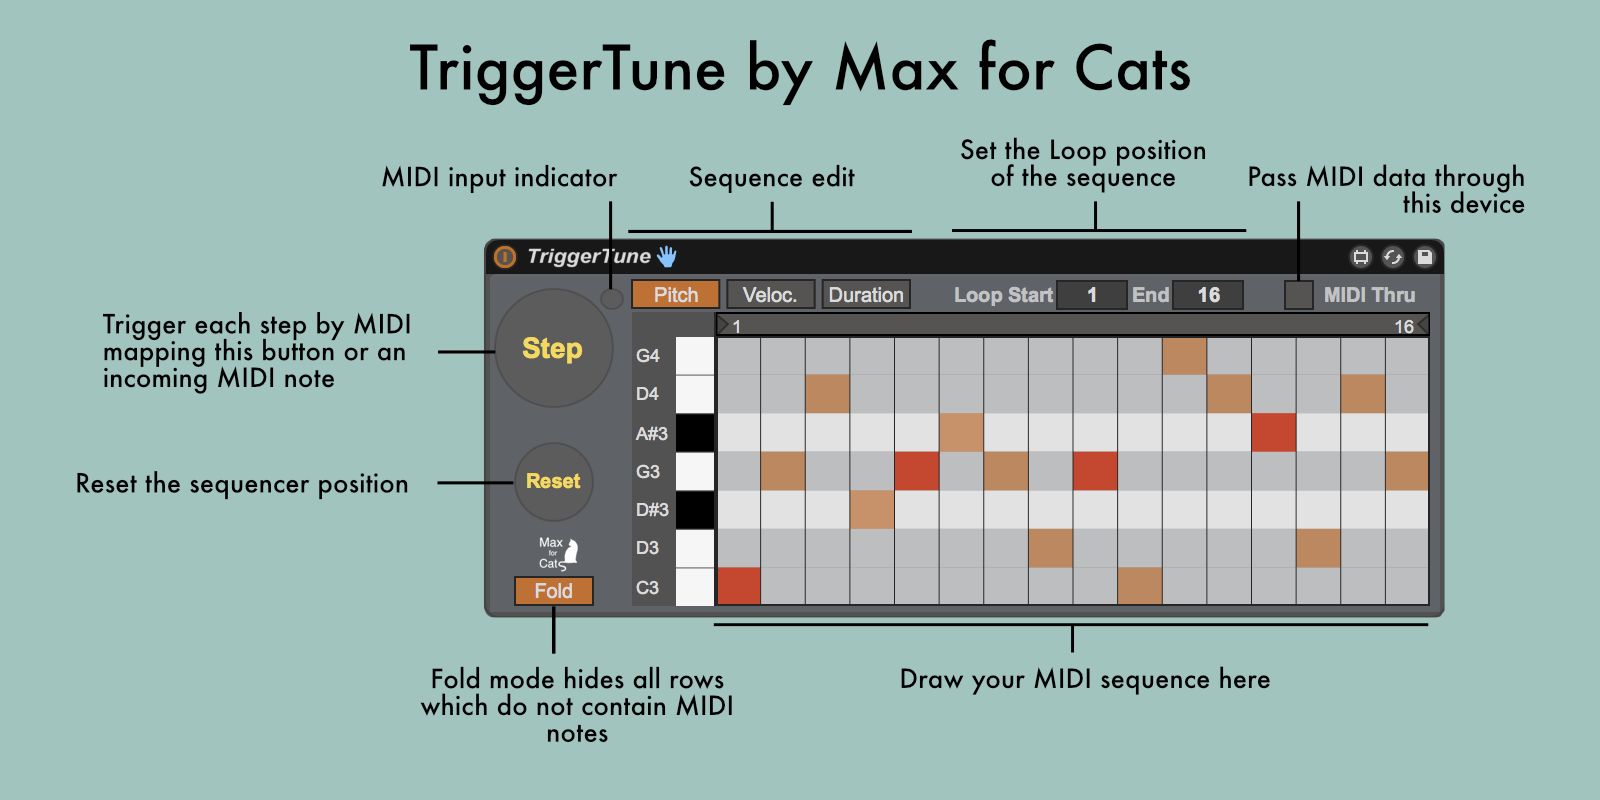 TriggerTune by Max for Cats
MIDI input indicator
Sequence edit
Set the Loop position
of the sequence
Pass MIDI data through
this device
TriggerTune
Pitch
Veloc.
Duration
Loop Start
1
End
16
MIDI Thru
Trigger each step by MIDI
mapping this button or an
incoming MIDI note
Step
1
16
G4
D4
A#3
G3
D#3
D3
C3
Reset the sequencer position
Reset
Max
for
Cats
Fold
Fold mode hides all rows
which do not contain MIDI
notes
Draw your MIDI sequence here